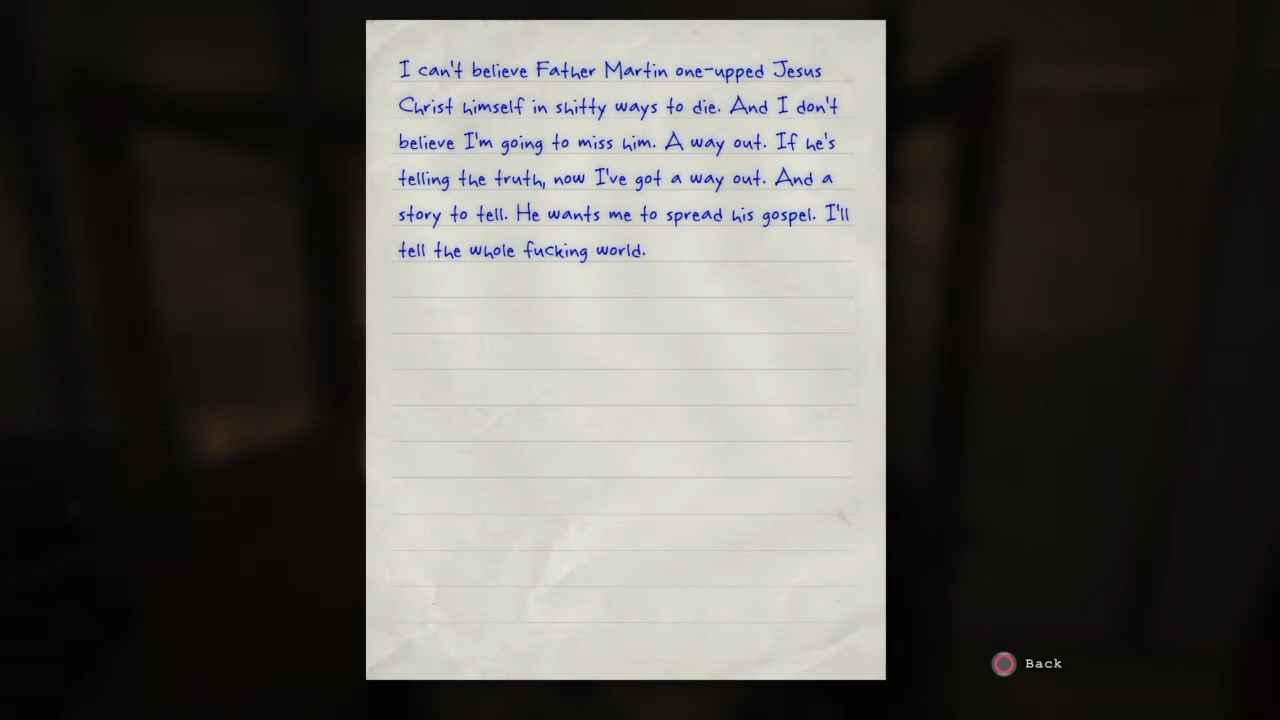 I can't believe Father Martin one-upped Jesus
Christ himself in shitty ways to die. And I don't
believe I'm going to miss him. A way out. If he's
telling the truth, now I've got a way out. And a
story to tell. He wants me to spread his gospel. I'll
tell the whole fucking world.
Back